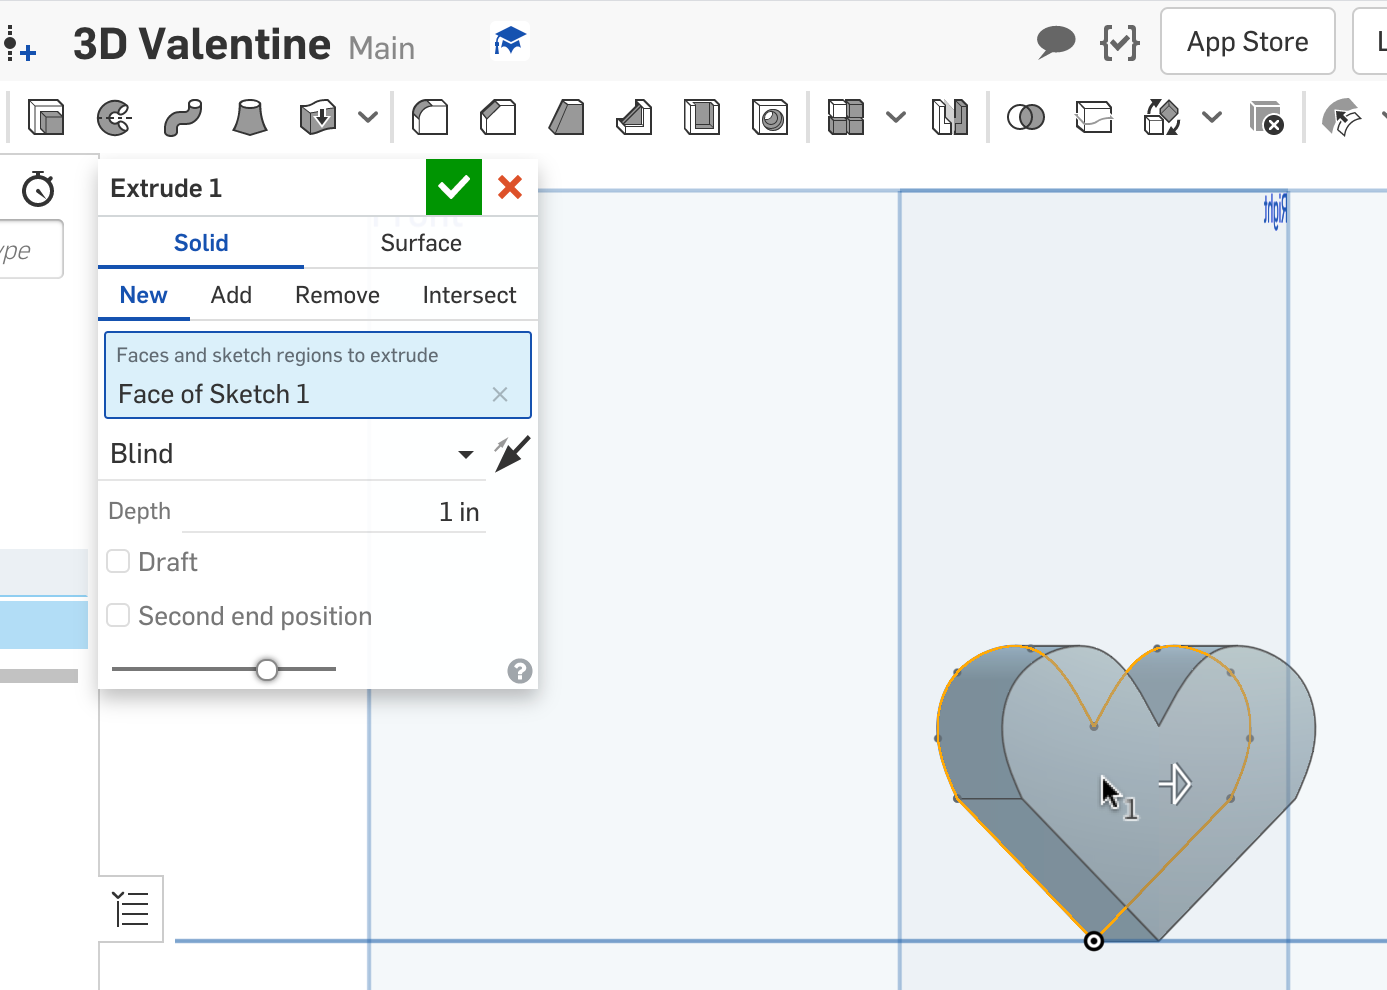 3D Valentine Main
App Store
L
Extrude 1
Front
Right
ype
Solid Surface
New Add Remove Intersect
Faces and sketch regions to extrude
Face of Sketch 1
Blind
Depth 1 in
Draft
Second end position
?
1